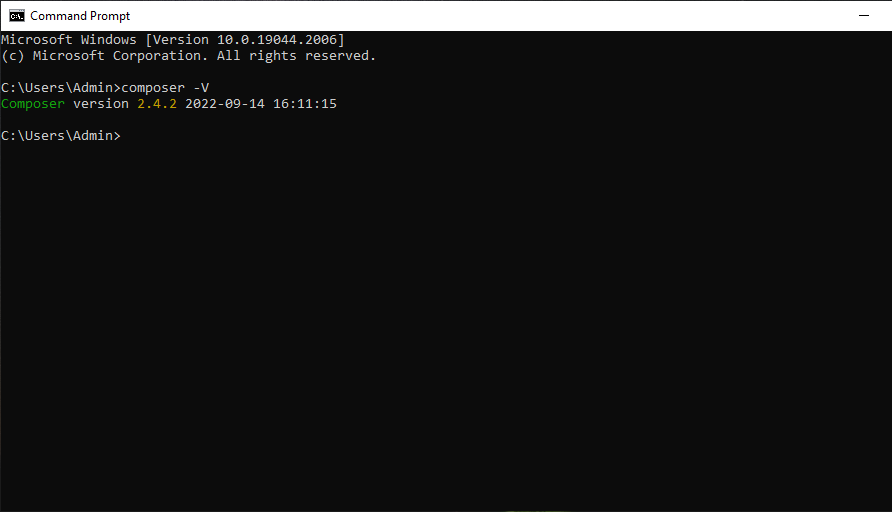 Command Prompt
Microsoft Windows [Version 10.0.19044.2006]
(c) Microsoft Corporation. All rights reserved.
C:\Users\Admin>composer -V
Composer version 2.4.2 2022-09-14 16:11:15
C:\Users\Admin>